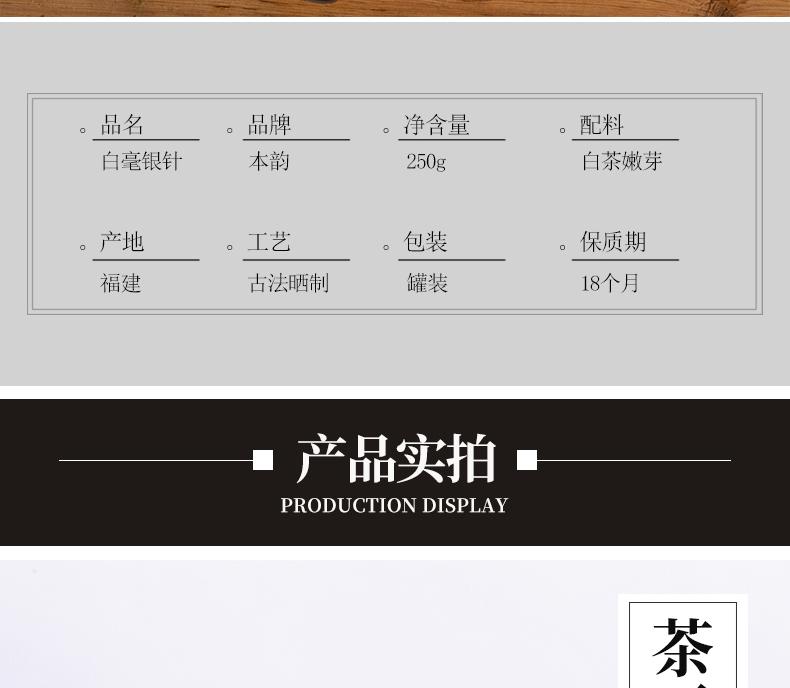 品名 品牌 净含量 配料
白毫银针 本韵 250g 白茶嫩芽
产地 工艺 包装 保质期
福建 古法晒制 罐装 18个月
产品实拍
PRODUCTION DISPLAY
茶